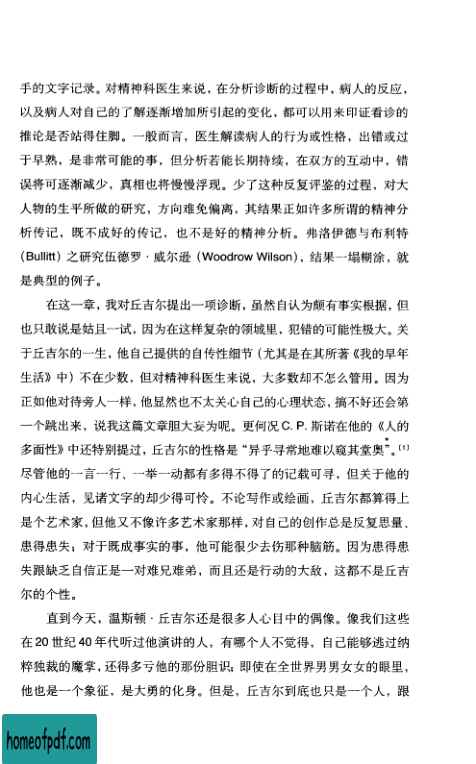 手的文字记录。对精神科医生来说，在分析诊断的过程中，病人的反应，
以及病人对自己的了解逐渐增加所引起的变化，都可以用来印证看诊的
推论是否站得住脚。一般而言，医生解读病人的行为或性格，出错或过
于早熟，是非常可能的事，但分析若能长期持续，在双方的互动中，错
误将可逐渐减少，真相也将慢慢浮现。少了这种反复评鉴的过程，对大
人物的生平所做的研究，方向难免偏离，其结果正如许多所谓的精神分
析传记，既不成好的传记，也不是好的精神分析。弗洛伊德与布利特
（Bullitt）之研究伍德罗·威尔逊（Woodrow Wilson），结果一塌糊涂，就
是典型的例子。
在这一章，我对丘吉尔提出一项诊断，虽然自认为颇有事实根据，但
也只敢说是姑且一试，因为在这样复杂的领域里，犯错的可能性极大。关
于丘吉尔的一生，他自己提供的自传性细节（尤其是在其所著《我的早年
生活》中）不在少数，但对精神科医生来说，大多数却不怎么管用。因为
正如他对待旁人一样，他显然也不太关心自己的心理状态，搞不好还会第
一个跳出来，说我这篇文章胆大妄为呢。更何况 C. P. 斯诺在他的《人的
多面性》中还特别提过，丘吉尔的性格是“异乎寻常地难以窥其堂奥”。[1]
尽管他的一言一行、一举一动都有多得不得了的记载可寻，但关于他的
内心生活，见诸文字的却少得可怜。不论写作或绘画，丘吉尔都算得上
是个艺术家，但他又不像许多艺术家那样，对自己的创作总是反复思量、
患得患失；对于既成事实的事，他可能很少去伤那种脑筋。因为患得患
失跟缺乏自信正是一对难兄难弟，而且还是行动的大敌，这都不是丘吉
尔的个性。
直到今天，温斯顿·丘吉尔还是很多人心目中的偶像。像我们这些
在 20 世纪 40 年代听过他演讲的人，有哪个人不觉得，自己能够逃过纳
粹独裁的魔掌，还得多亏他的那份胆识；即使在全世界男男女女的眼里，
他也是一个象征，是大勇的化身。但是，丘吉尔到底也只是一个人，跟
homeofpdf.com